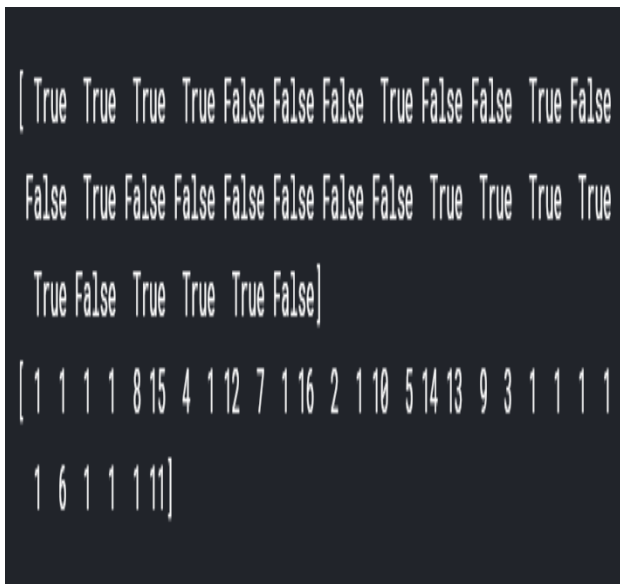 [ True  True  True  True False False False  True False False  True False
False  True False False False False False False  True  True  True  True
True False  True  True  True False]
[ 1  1  1  1  8 15  4  1 12  7  1 16  2  1 10  5 14 13  9  3  1  1  1  1
1  6  1  1  1 11]